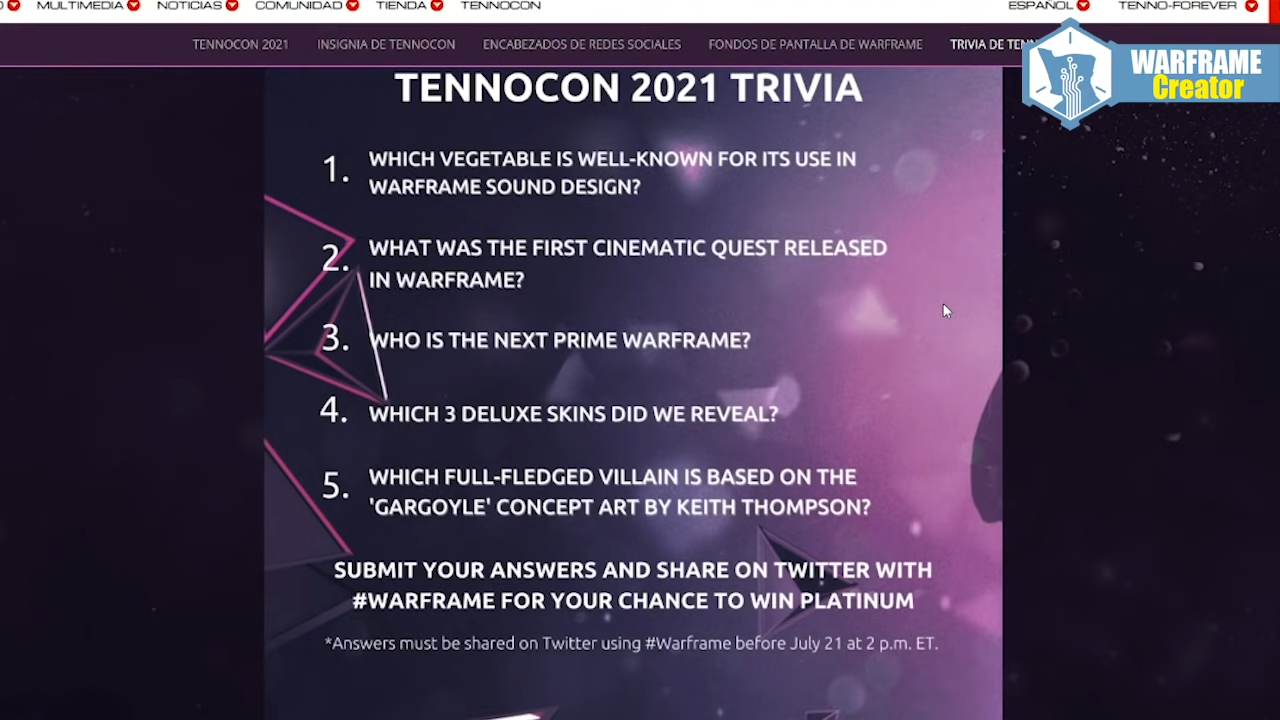 MULTIMEDIA NOTICIAS COMUNIDAD TIENDA TENNOCON ESPAÑOL TENNO-FOREVER
TENNOCON 2021 INSIGNIA DE TENNOCON ENCABEZADOS DE REDES SOCIALES FONDOS DE PANTALLA DE WARFRAME TRIVIA DE
WARFRAME
Creator
TENNOCON 2021 TRIVIA
1. WHICH VEGETABLE IS WELL-KNOWN FOR ITS USE IN
WARFRAME SOUND DESIGN?
2. WHAT WAS THE FIRST CINEMATIC QUEST RELEASED
IN WARFRAME?
3. WHO IS THE NEXT PRIME WARFRAME?
4. WHICH 3 DELUXE SKINS DID WE REVEAL?
5. WHICH FULL-FLEDGED VILLAIN IS BASED ON THE
'GARGOYLE' CONCEPT ART BY KEITH THOMPSON?
SUBMIT YOUR ANSWERS AND SHARE ON TWITTER WITH
#WARFRAME FOR YOUR CHANCE TO WIN PLATINUM
*Answers must be shared on Twitter using #Warframe before July 21 at 2 p.m. ET.